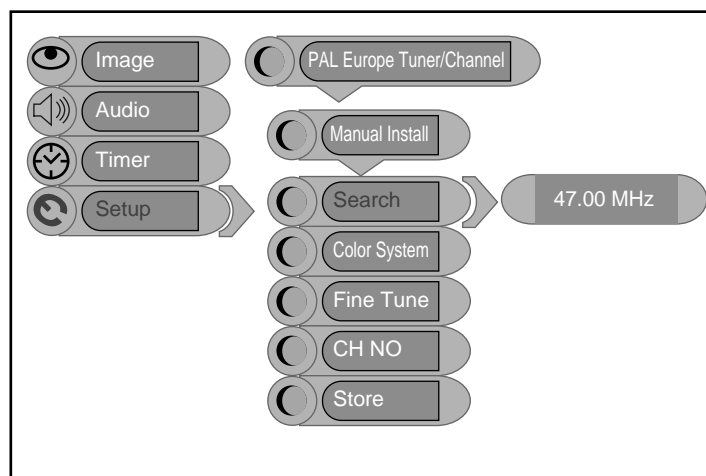 Image
Audio
Timer
Setup
PAL Europe Tuner/Channel
Manual Install
Search
47.00 MHz
Color System
Fine Tune
CH NO
Store